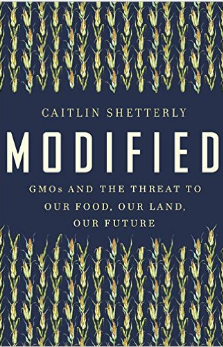 CAITLIN SHETTERLY
MODIFIED
GMOs AND THE THREAT TO
OUR FOOD, OUR LAND,
OUR FUTURE